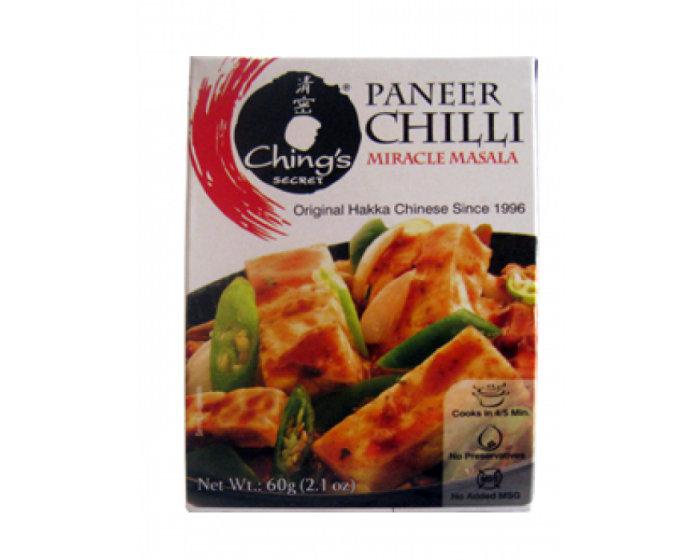 清
密
Ching's
SECRET
®
PANEER
CHILLI
MIRACLE MASALA
Original Hakka Chinese Since 1996
Cooks in 4/5 Min.
No Preservatives
No Added MSG
Net Wt.: 60g (2.1 oz)